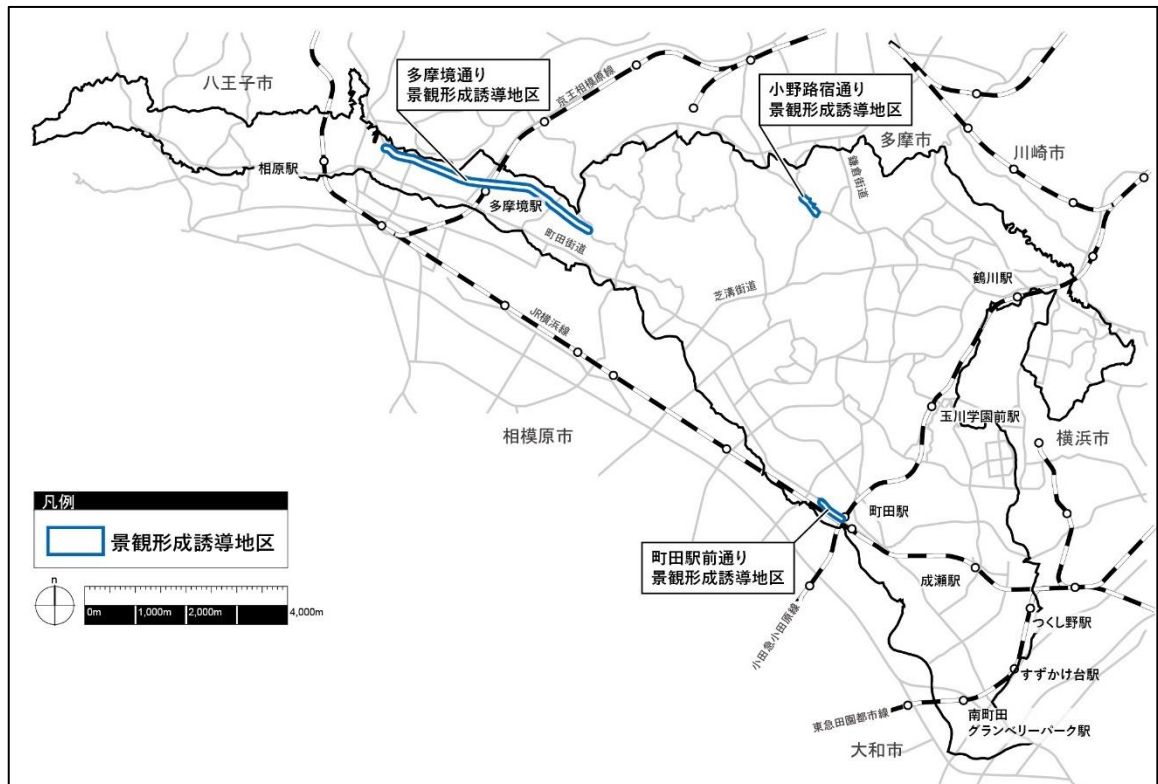 八王子市
多摩境通り
景観形成誘導地区
京王相模原線
小野路宿通り
景観形成誘導地区
多摩市
川崎市
鎌倉街道
相原駅
多摩境駅
町田街道
鶴川駅
芝溝街道
JR横浜線
玉川学園前駅
相模原市
横浜市
凡例
景観形成誘導地区
n
0m
1,000m
2,000m
4,000m
町田駅
町田駅前通り
景観形成誘導地区
成瀬駅
つくし野駅
小田急小田原線
すずかけ台駅
東急田園都市線
南町田
グランベリーパーク駅
大和市